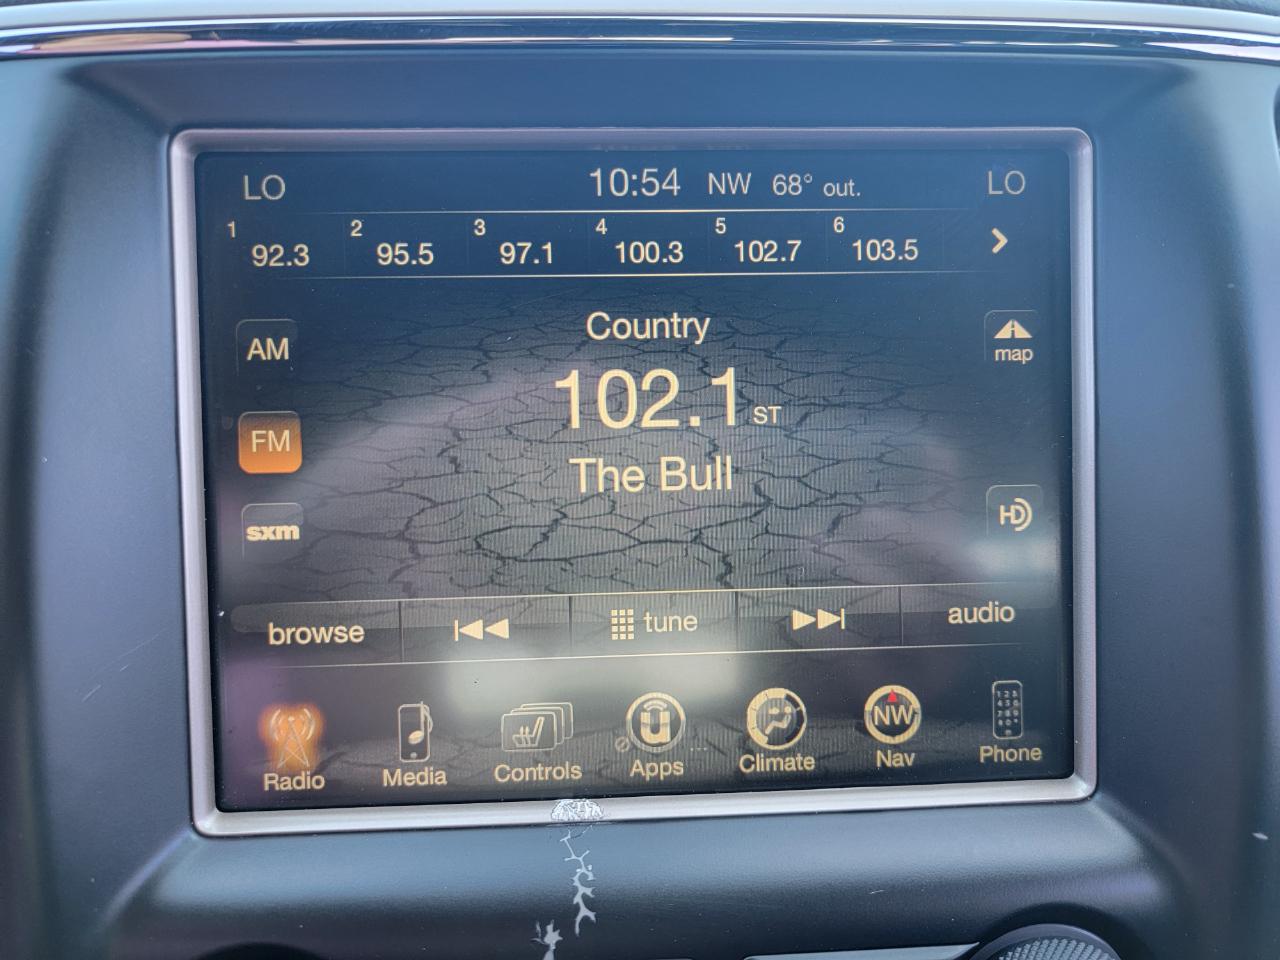 LO 10:54 NW 68° out. LO
1 92.3 2 95.5 3 97.1 4 100.3 5 102.7 6 103.5
Country
AM
map
102.1 ST
FM
The Bull
HD
sxm
browse tune audio
NW
Radio Media Controls Apps Climate Nav Phone